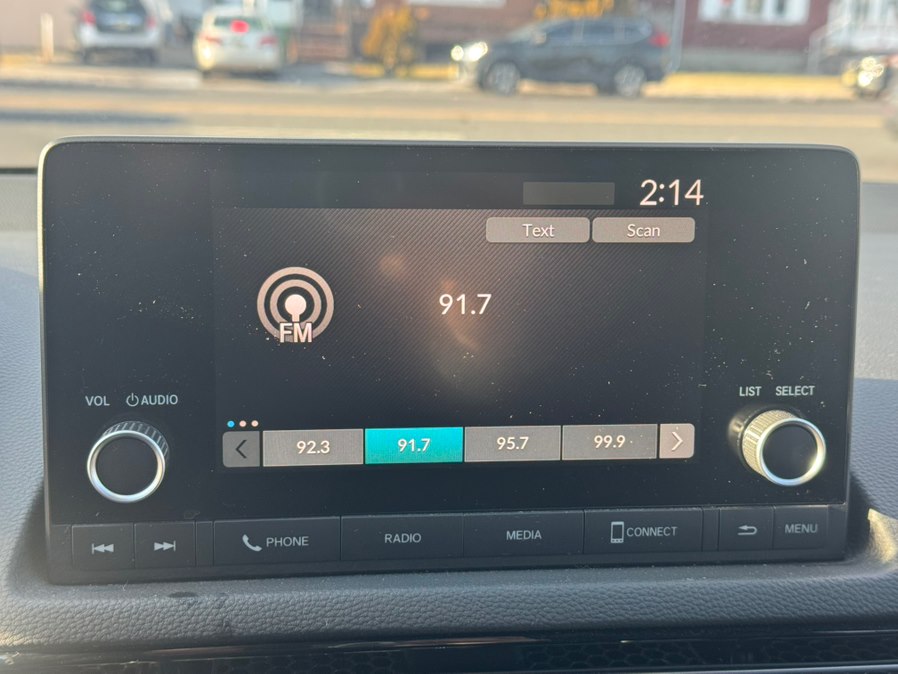 2:14
Text Scan
91.7
FM
VOL AUDIO
LIST SELECT
92.3 91.7 95.7 99.9
PHONE RADIO MEDIA CONNECT MENU